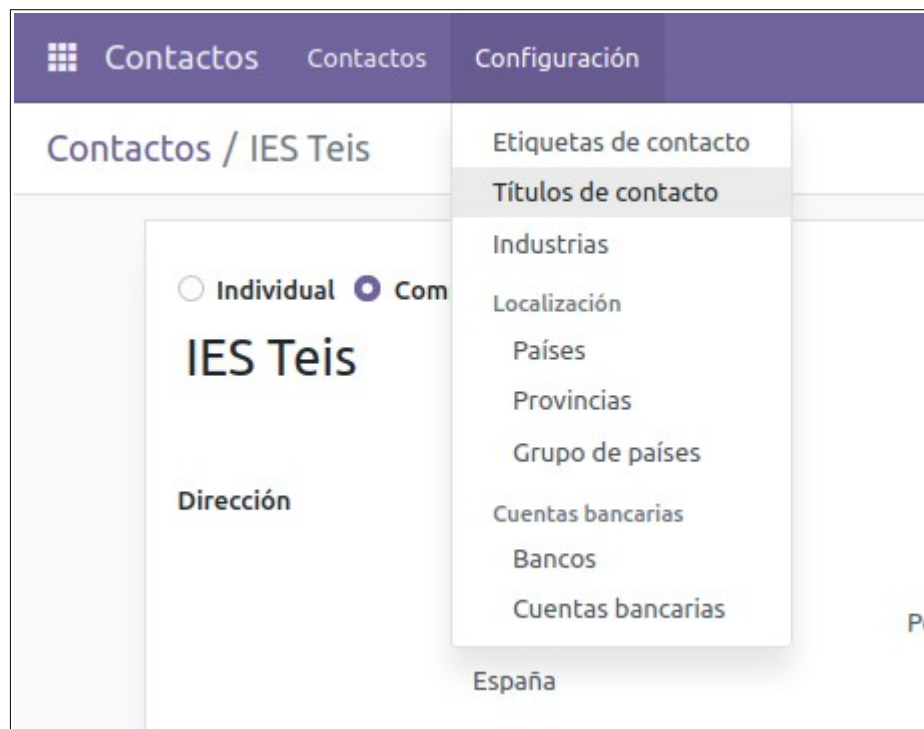 Contactos Contactos Configuración
Contactos / IES Teis
Etiquetas de contacto
Títulos de contacto
Industrias
Localización
Países
Provincias
Grupo de países
Cuentas bancarias
Bancos
Cuentas bancarias
Individual Com
IES Teis
Dirección
España